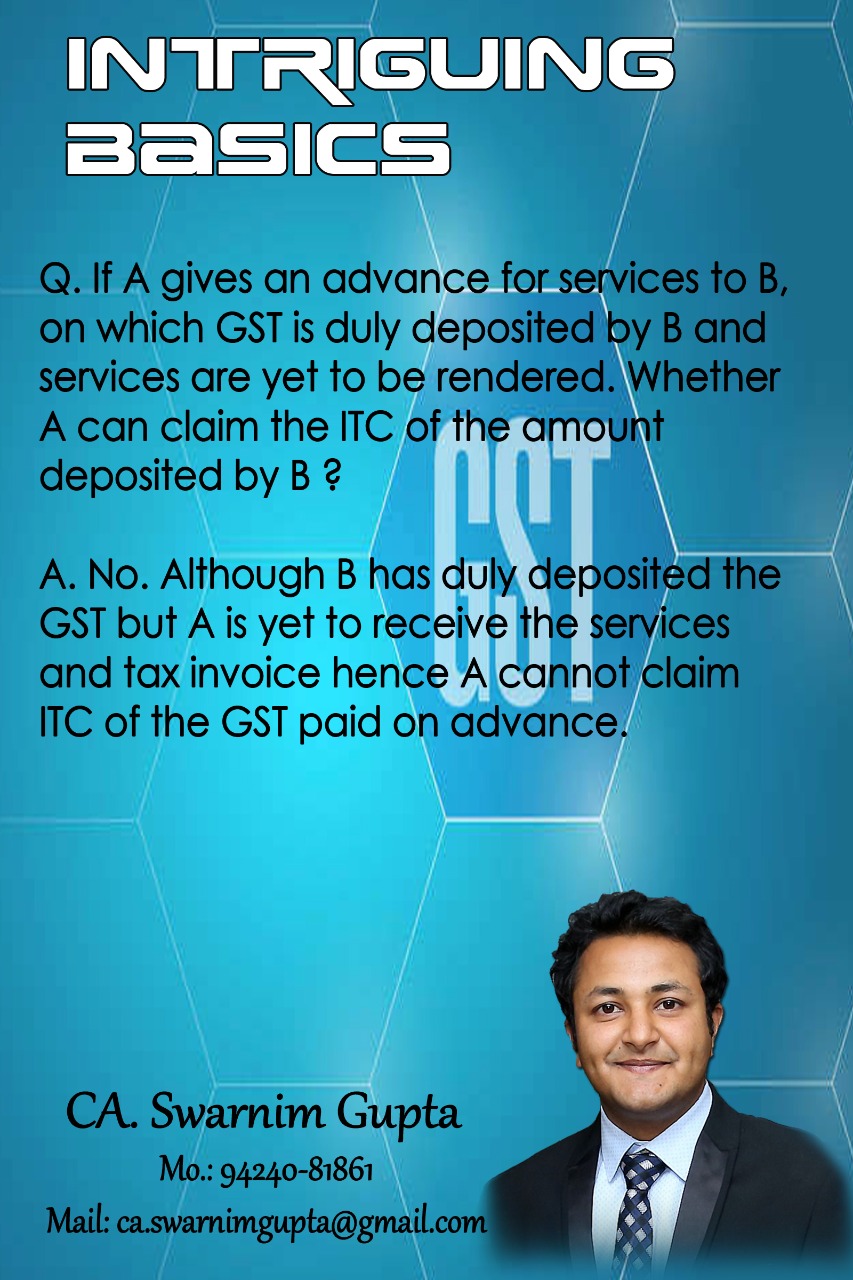 INTRIGUING
BASICS
Q. If A gives an advance for services to B,
on which GST is duly deposited by B and
services are yet to be rendered. Whether
A can claim the ITC of the amount
deposited by B ?
GST
A. No. Although B has duly deposited the
GST but A is yet to receive the services
and tax invoice hence A cannot claim
ITC of the GST paid on advance.
CA. Swarnim Gupta
Mo.: 94240-81861
Mail: ca.swarnimgupta@gmail.com